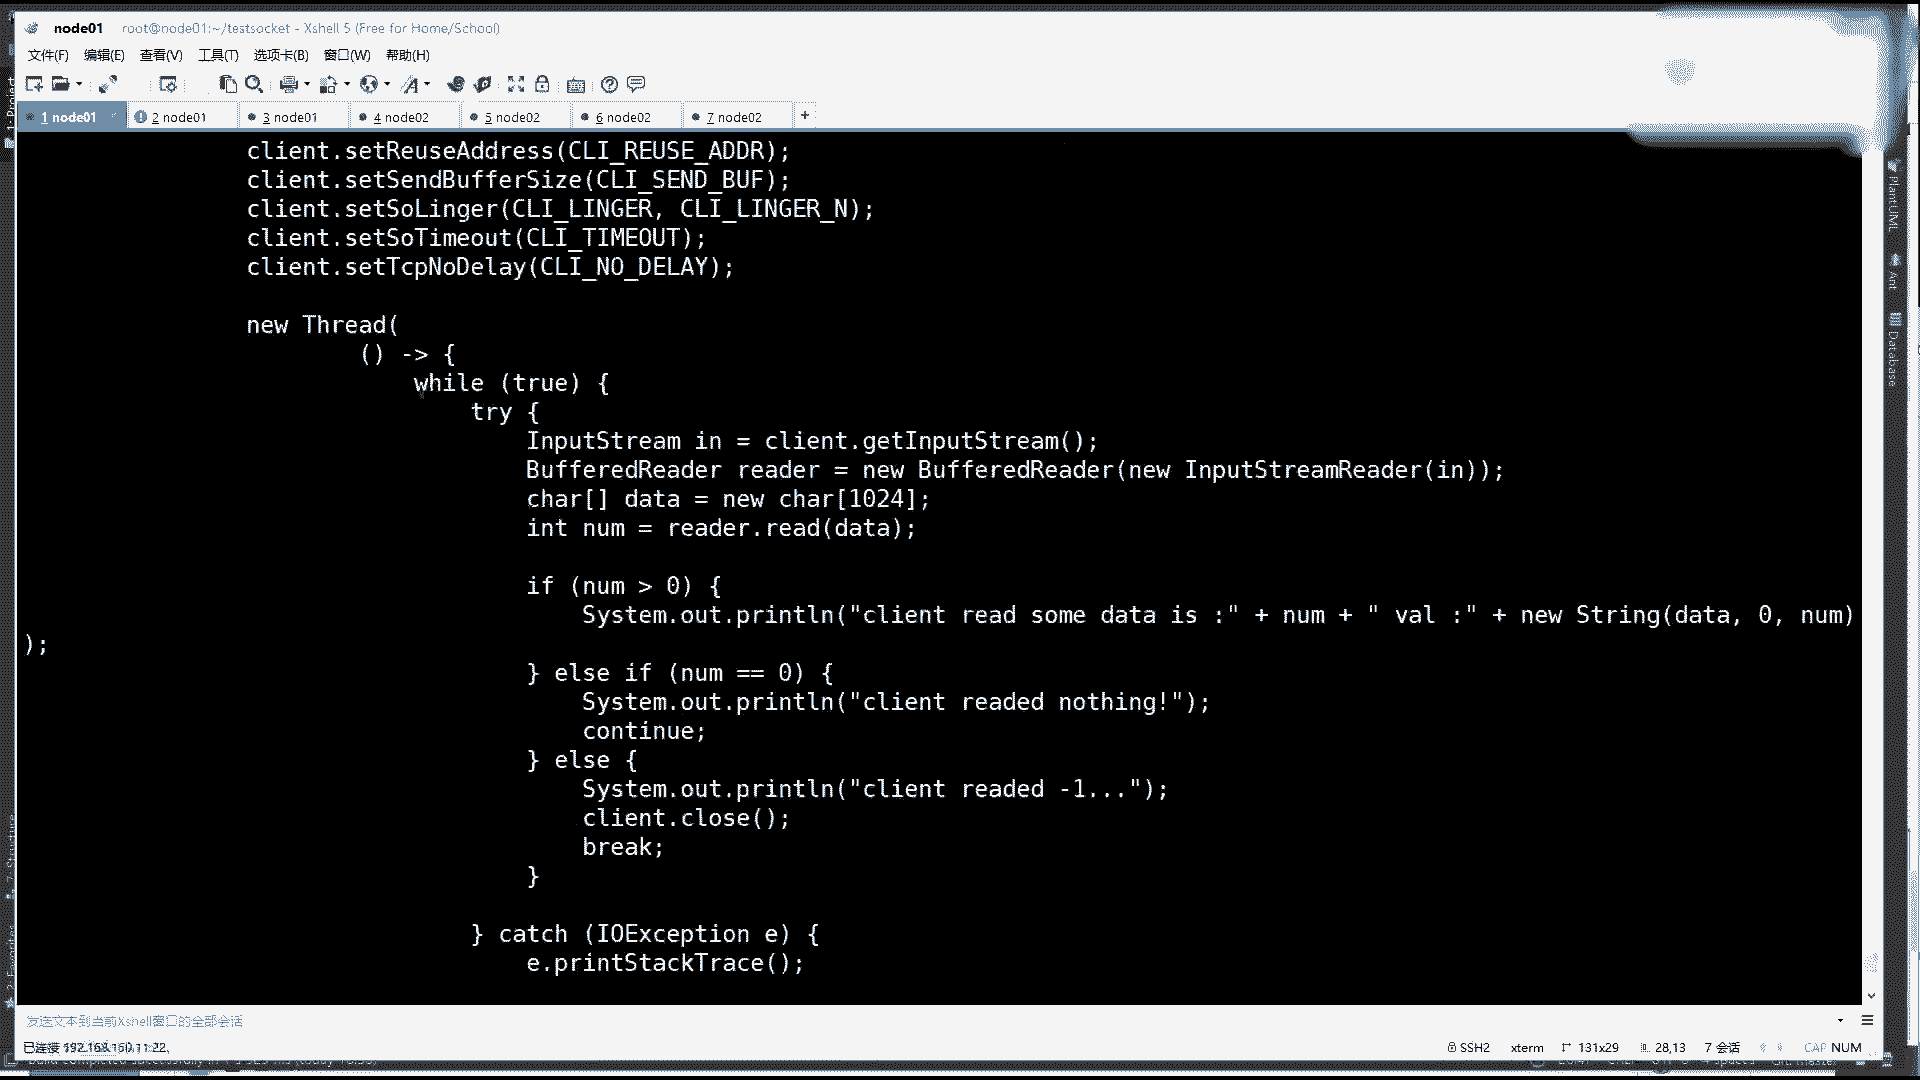 node01 root@node01:~/testsocket - Xshell 5 (Free for Home/School)
文件(F) 编辑(E) 查看(V) 工具(T) 选项卡(B) 窗口(W) 帮助(H)
1 node01 2 node01 3 node01 4 node02 5 node02 6 node02 7 node02 +
client.setReuseAddress(CLI_REUSE_ADDR);
client.setSendBufferSize(CLI_SEND_BUF);
client.setSoLinger(CLI_LINGER, CLI_LINGER_N);
client.setSoTimeout(CLI_TIMEOUT);
client.setTcpNoDelay(CLI_NO_DELAY);
new Thread(
() -> {
while (true) {
try {
InputStream in = client.getInputStream();
BufferedReader reader = new BufferedReader(new InputStreamReader(in));
char[] data = new char[1024];
int num = reader.read(data);
if (num > 0) {
System.out.println("client read some data is :" + num + " val :" + new String(data, 0, num)
);
} else if (num == 0) {
System.out.println("client readed nothing!");
continue;
} else {
System.out.println("client readed -1...");
client.close();
break;
}
} catch (IOException e) {
e.printStackTrace();
发送文本到当前Xshell窗口的全部会话
已连接 192.168.150.11:22。
SSH2 xterm 131x29 28,13 7 会话 CAP NUM
1: Project
PlantUML
Ant
Database